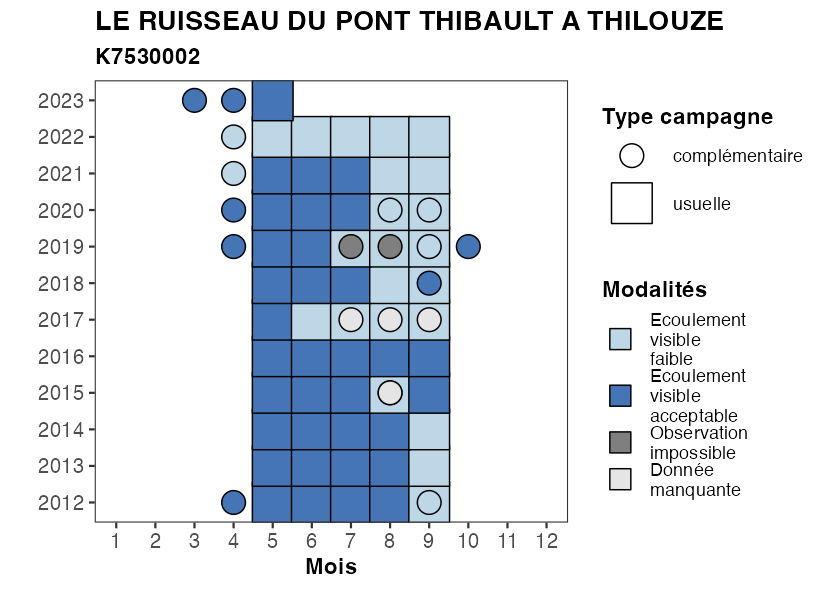 LE RUISSEAU DU PONT THIBAULT A THILOUZE
K7530002
2023
2022
2021
2020
2019
2018
2017
2016
2015
2014
2013
2012
1 2 3 4 5 6 7 8 9 10 11 12
Mois
Type campagne
complémentaire
usuelle
Modalités
Ecoulement
visible
faible
Ecoulement
visible
acceptable
Observation
impossible
Donnée
manquante